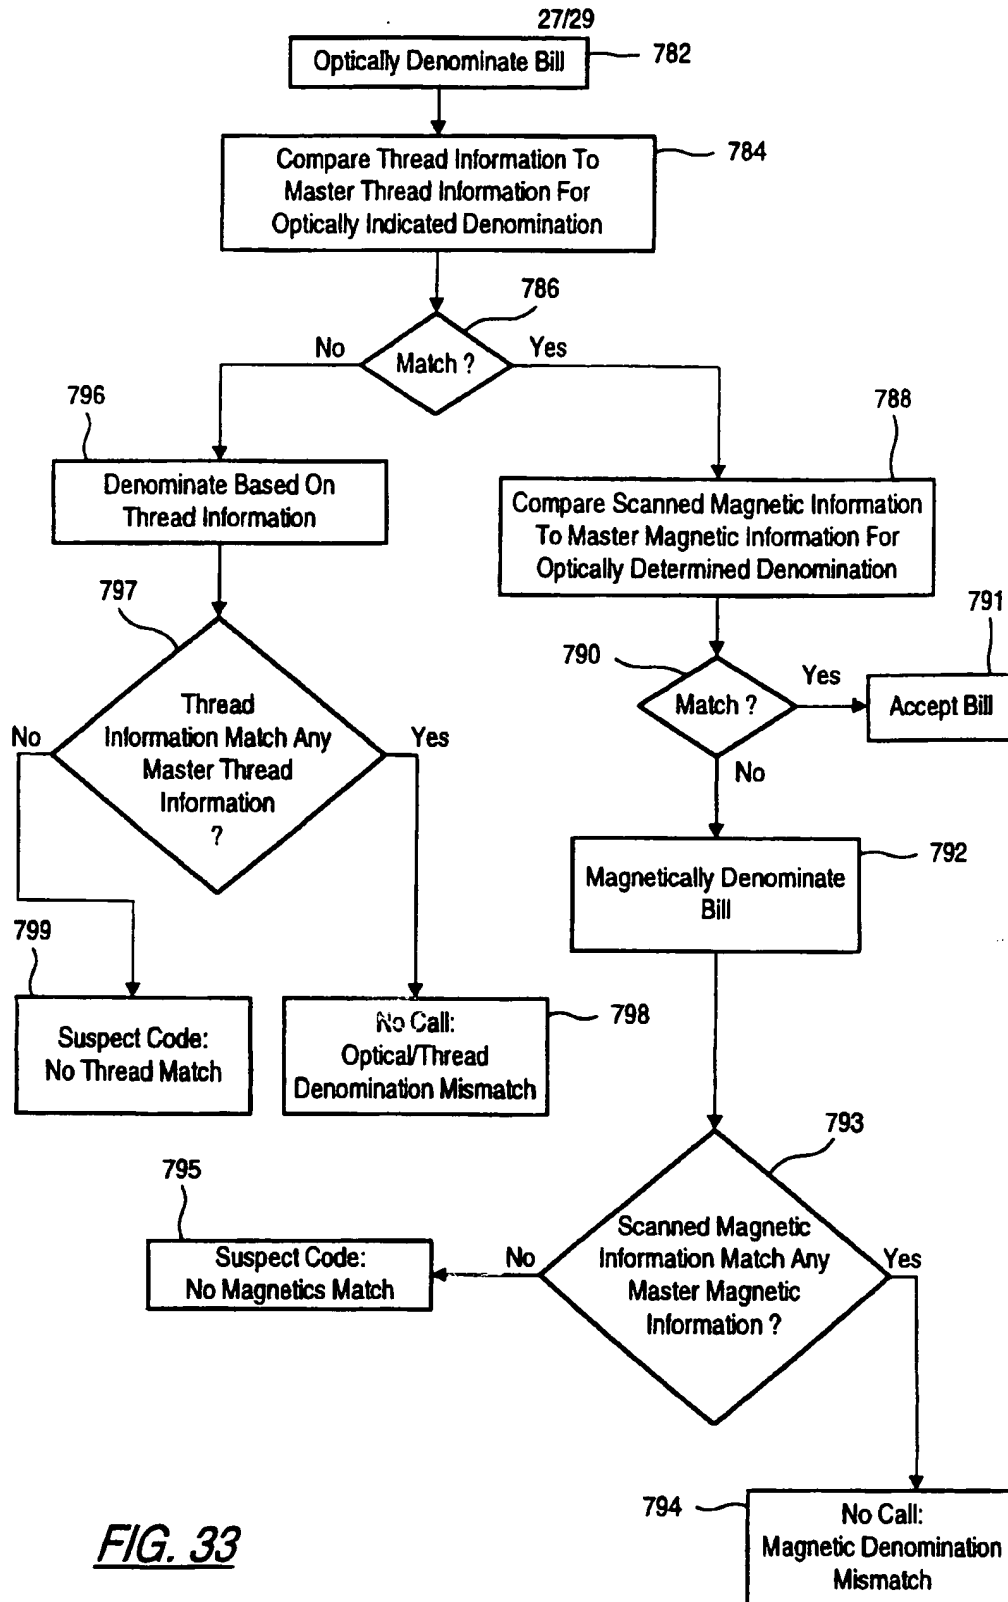 27/29
Optically Denominate Bill
782
Compare Thread Information To
Master Thread Information For
Optically Indicated Denomination
784
786
No
Match ?
Yes
796
788
Denominate Based On
Thread Information
Compare Scanned Magnetic Information
To Master Magnetic Information For
Optically Determined Denomination
797
791
790
Yes
Match ?
Accept Bill
No
Thread
Information Match Any
Master Thread
Information
?
No
Yes
792
Magnetically Denominate
Bill
799
Suspect Code:
No Thread Match
No Call:
Optical/Thread
Denomination Mismatch
798
793
795
Suspect Code:
No Magnetics Match
No
Scanned Magnetic
Information Match Any
Master Magnetic
Information ?
Yes
794
No Call:
Magnetic Denomination
Mismatch
FIG. 33